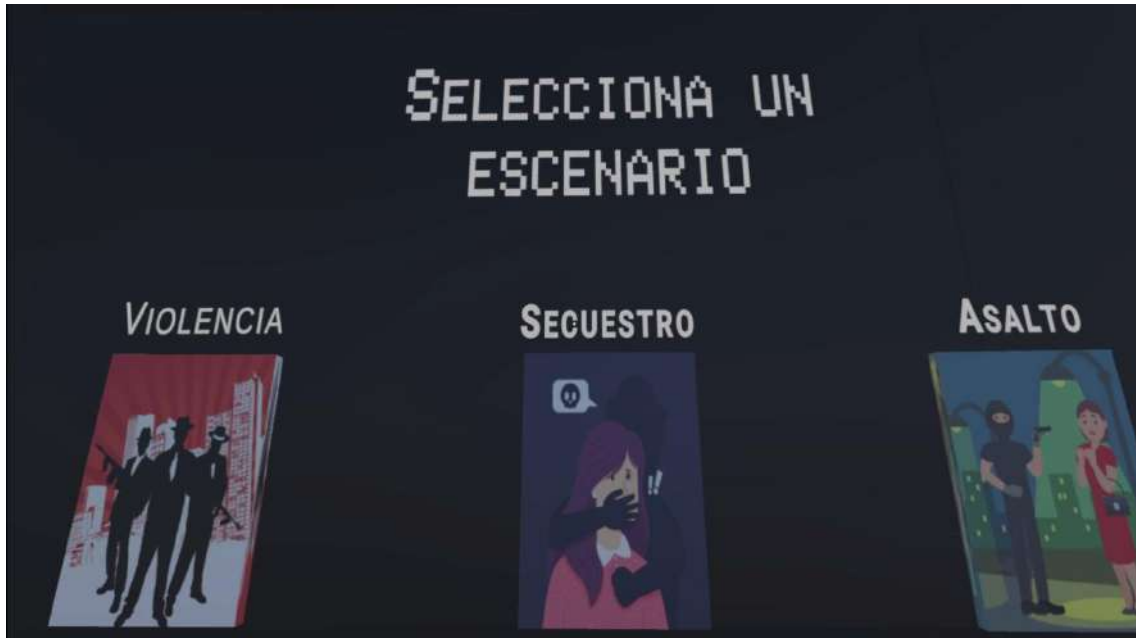 SELECCIONA UN
ESCENARIO
VIOLENCIA
SECUESTRO
ASALTO
!!